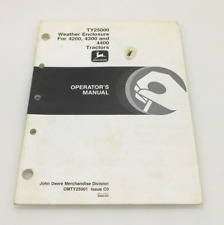 TY25000
Weather Enclosure
For 4200, 4300 and
4400
Tractors
OPERATOR'S
MANUAL
John Deere Merchandise Division
OMTY25001 Issue C0